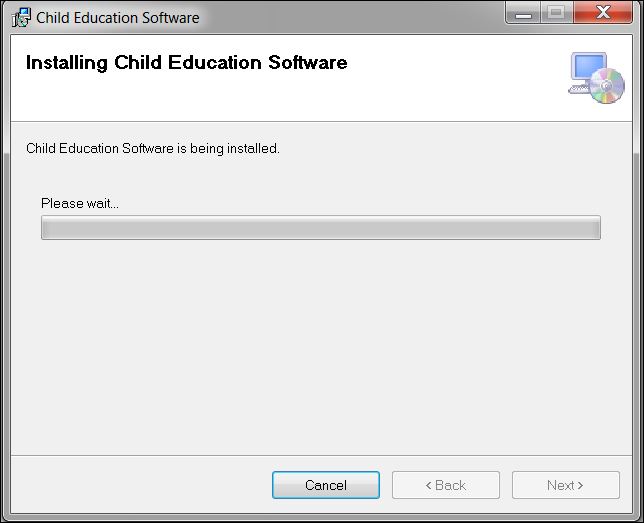 Child Education Software
Installing Child Education Software
Child Education Software is being installed.
Please wait...
Cancel
< Back
Next >